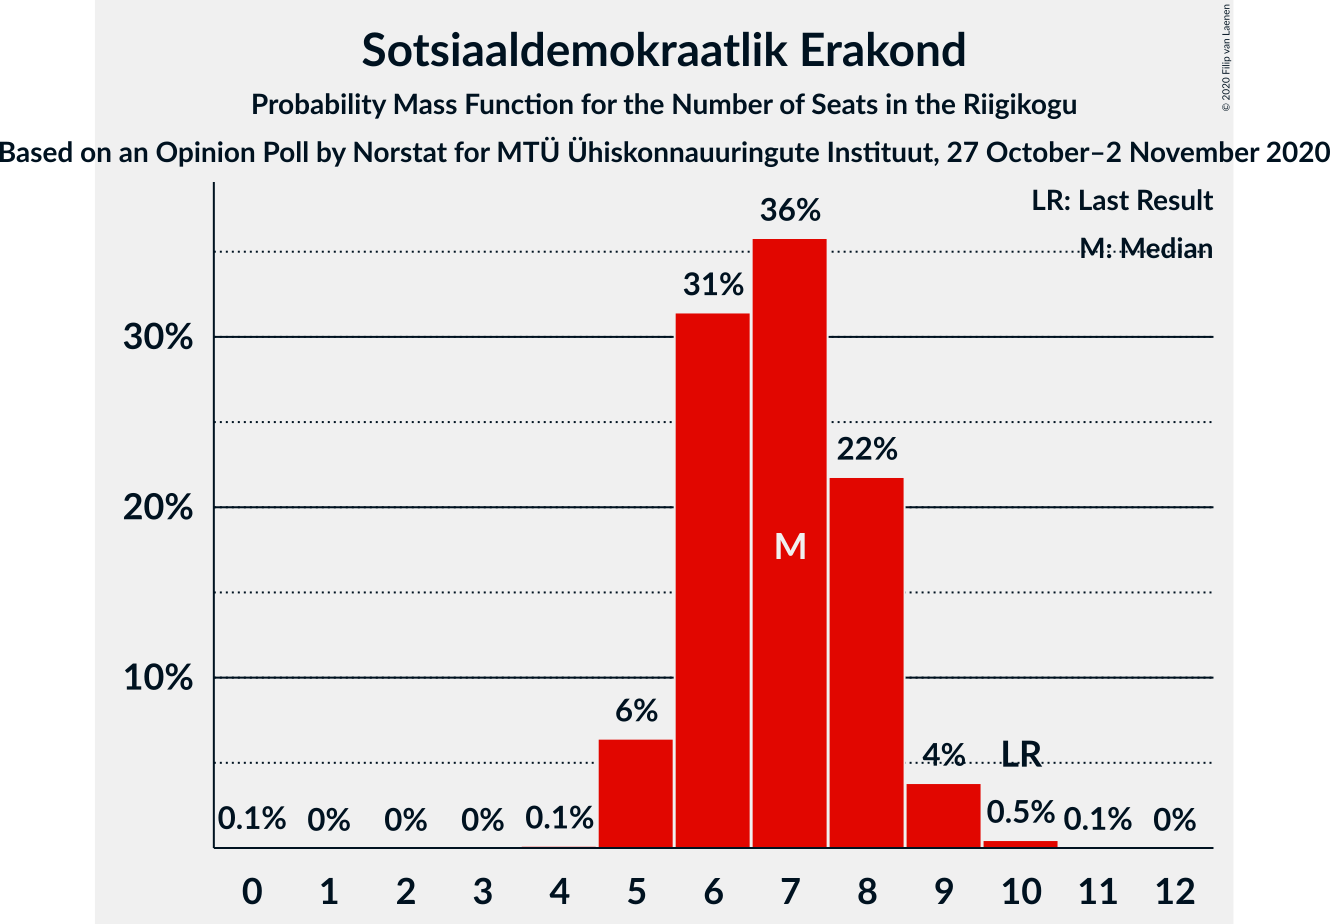 Sotsiaaldemokraatlik Erakond
Probability Mass Function for the Number of Seats in the Riigikogu
Based on an Opinion Poll by Norstat for MTÜ Ühiskonnauuringute Instituut, 27 October–2 November 2020
© 2020 Filip van Laenen
LR: Last Result
M: Median
36%
31%
30%
22%
20%
M
10%
6%
4% LR
0.1% 0% 0% 0% 0.1% 0.5% 0.1% 0%
0 1 2 3 4 5 6 7 8 9 10 11 12